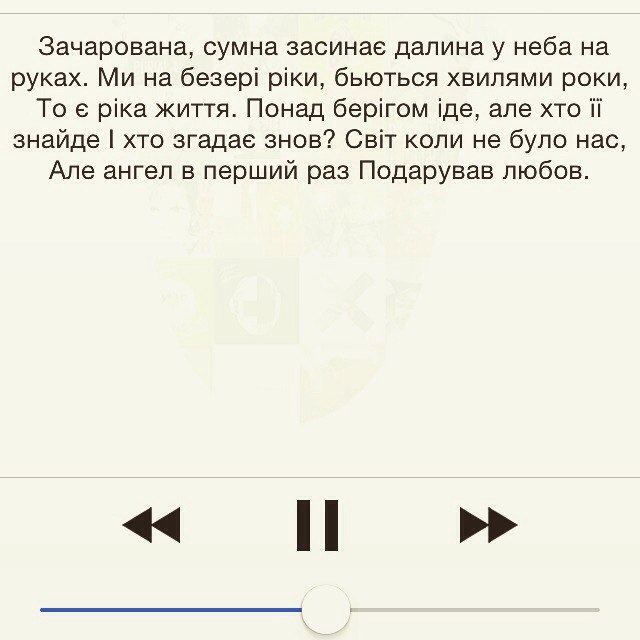 Зачарована, сумна засинає далина у неба на
руках. Ми на безері ріки, бьються хвилями роки,
То є ріка життя. Понад берігом іде, але хто її
знайде І хто згадає знов? Світ коли не було нас,
Але ангел в перший раз Подарував любов.